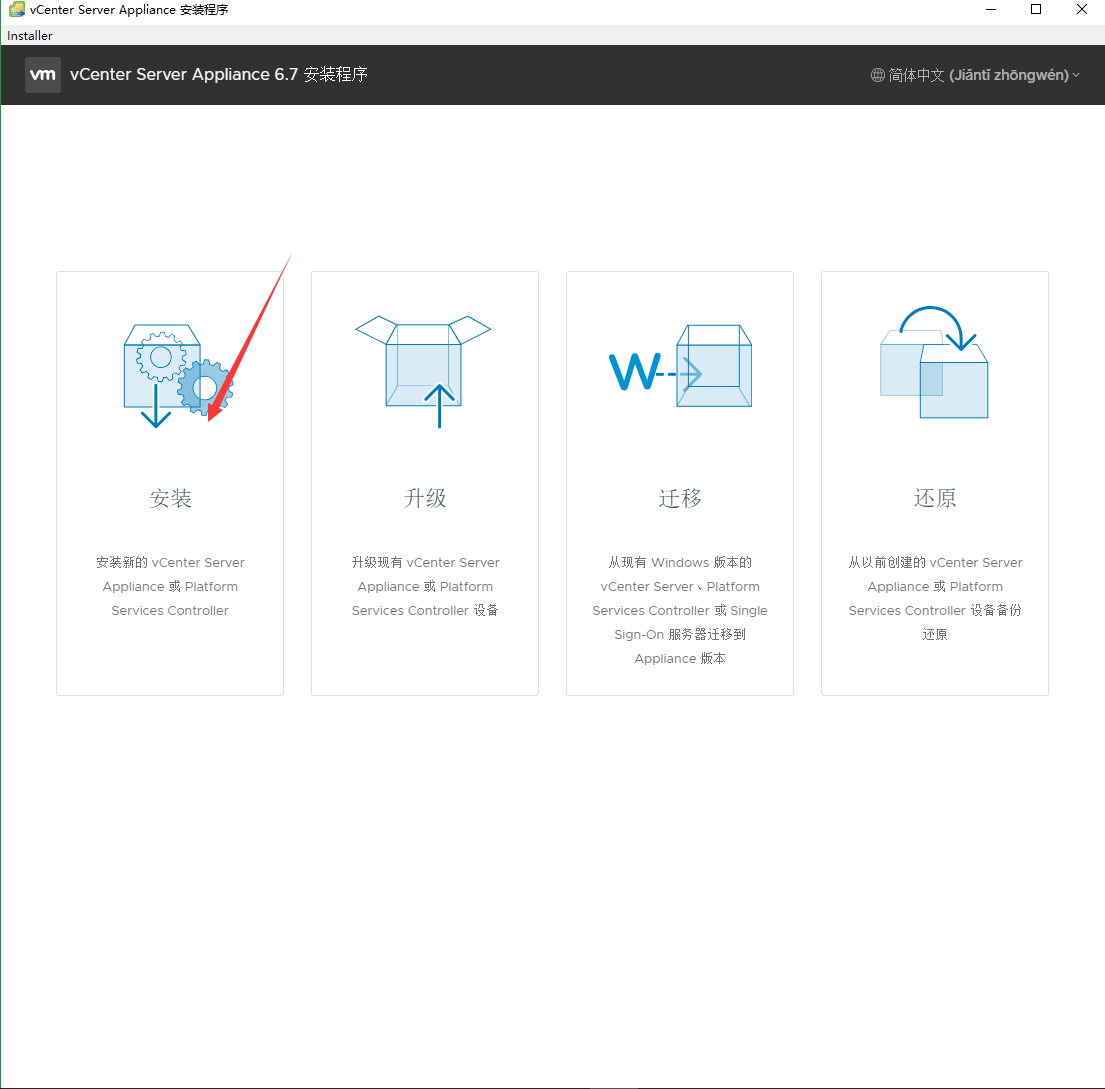 vCenter Server Appliance 安装程序
Installer
vm vCenter Server Appliance 6.7 安装程序
简体中文 (Jiǎntǐ zhōngwén)
安装
安装新的 vCenter Server
Appliance 或 Platform
Services Controller
升级
升级现有 vCenter Server
Appliance 或 Platform
Services Controller 设备
W
迁移
从现有 Windows 版本的
vCenter Server、Platform
Services Controller 或 Single
Sign-On 服务器迁移到
Appliance 版本
还原
从以前创建的 vCenter Server
Appliance 或 Platform
Services Controller 设备备份
还原